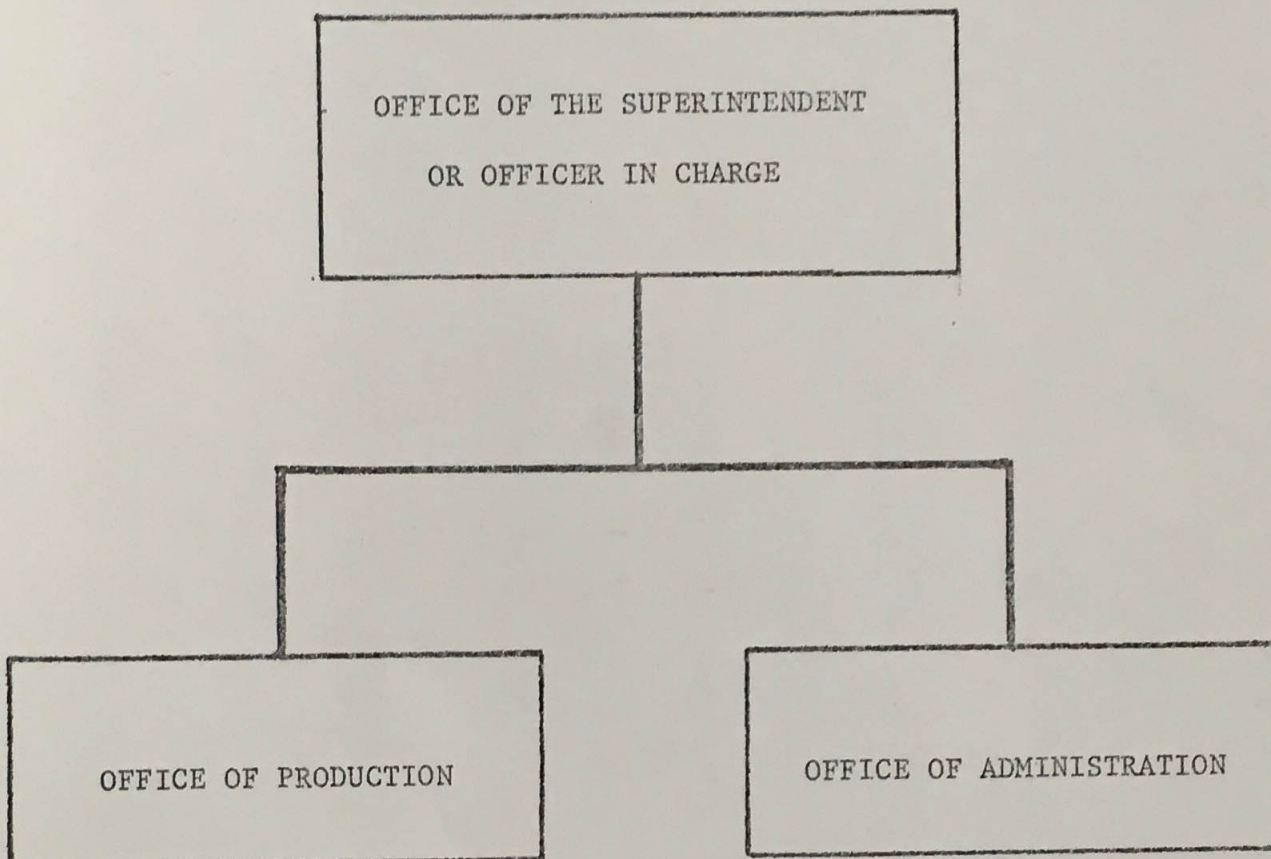 OFFICE OF THE SUPERINTENDENT
OR OFFICER IN CHARGE
OFFICE OF PRODUCTION
OFFICE OF ADMINISTRATION